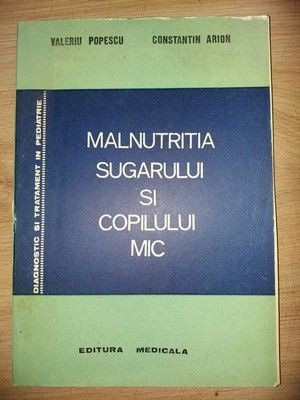 VALERIU POPESCU CONSTANTIN ARION
DIAGNOSTIC SI TRATAMENT IN PEDIATRIE
MALNUTRITIA
SUGARULUI
SI
COPILULUI
MIC
EDITURA MEDICALA